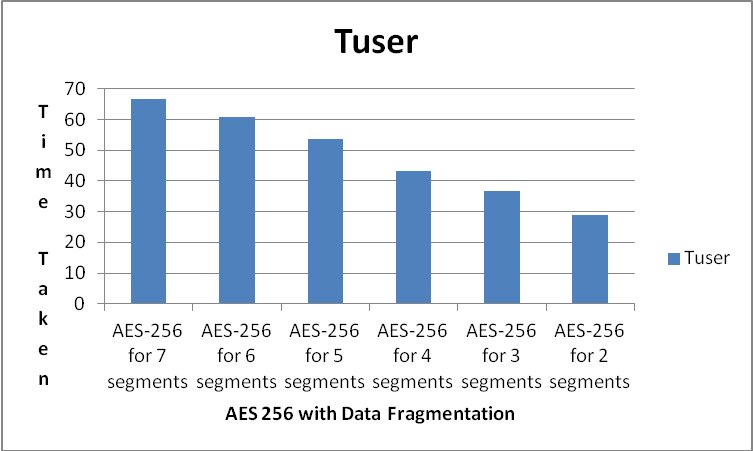 Tuser
Time Taken
70
60
50
40
30
20
10
0
AES-256 for 7 segments
AES-256 for 6 segments
AES-256 for 5 segments
AES-256 for 4 segments
AES-256 for 3 segments
AES-256 for 2 segments
AES 256 with Data Fragmentation
Tuser